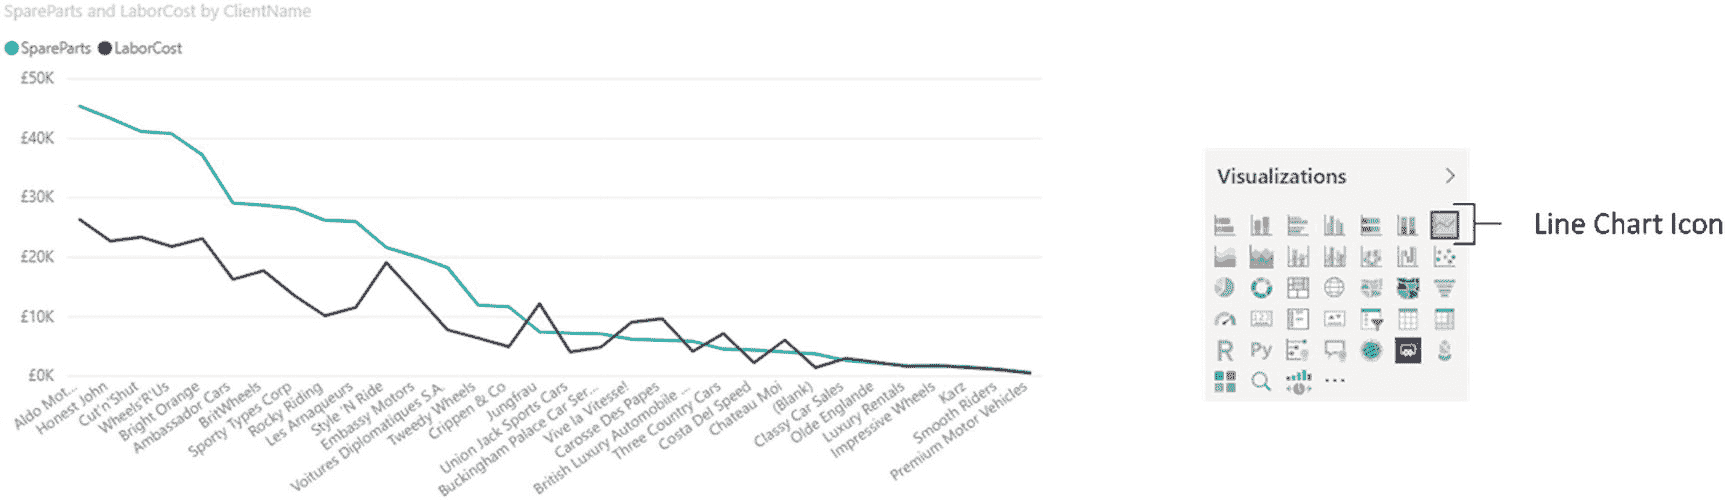 SpareParts and LaborCost by ClientName
SpareParts LaborCost
£50K
£40K
£30K
£20K
£10K
£0K
Aldo Mot...
Honest John
Cut'n'Shut
Wheels'R'Us
Bright Orange
Ambassador Cars
BritWheels
Sporty Types Corp
Rocky Riding
Les Arnaqueurs
Style 'N Ride
Embassy Motors
Voitures Diplomatiques S.A.
Tweedy Wheels
Crippen & Co
Jungfrau
Union Jack Sports Cars
Buckingham Palace Car Ser...
Vive la Vitesse!
Carosse Des Papes
British Luxury Automobile ...
Three Country Cars
Costa Del Speed
Chateau Moi
(Blank)
Classy Car Sales
Olde Englande
Luxury Rentals
Impressive Wheels
Karz
Smooth Riders
Premium Motor Vehicles
Visualizations
Line Chart Icon
R Py